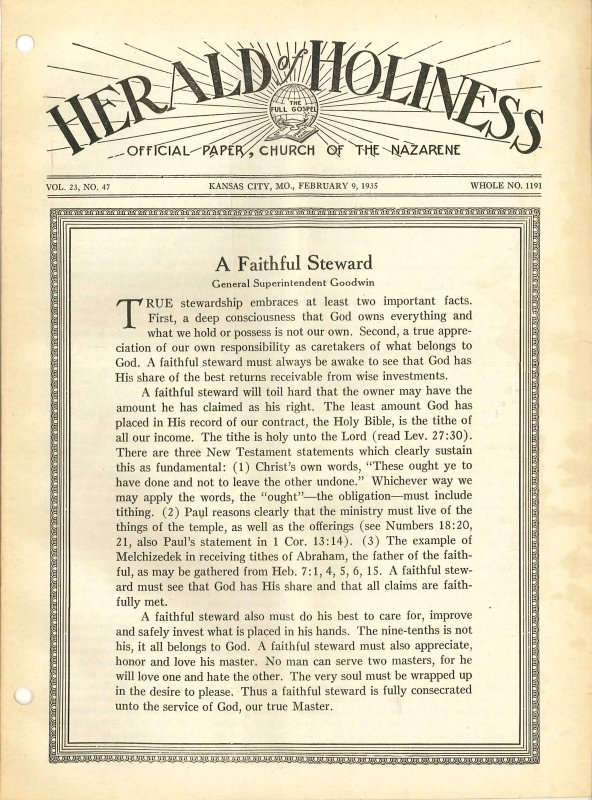 HERALD of HOLINESS
THE
FULL GOSPEL
OFFICIAL PAPER, CHURCH OF THE NAZARENE
VOL. 23, NO. 47 KANSAS CITY, MO., FEBRUARY 9, 1935 WHOLE NO. 1191
A Faithful Steward
General Superintendent Goodwin
TRUE stewardship embraces at least two important facts.
First, a deep consciousness that God owns everything and
what we hold or possess is not our own. Second, a true appre-
ciation of our own responsibility as caretakers of what belongs to
God. A faithful steward must always be awake to see that God has
His share of the best returns receivable from wise investments.
A faithful steward will toil hard that the owner may have the
amount he has claimed as his right. The least amount God has
placed in His record of our contract, the Holy Bible, is the tithe of
all our income. The tithe is holy unto the Lord (read Lev. 27:30).
There are three New Testament statements which clearly sustain
this as fundamental: (1) Christ's own words, "These ought ye to
have done and not to leave the other undone." Whichever way we
may apply the words, the "ought"—the obligation—must include
tithing. (2) Paul reasons clearly that the ministry must live of the
things of the temple, as well as the offerings (see Numbers 18:20,
21, also Paul's statement in 1 Cor. 13:14). (3) The example of
Melchizedek in receiving tithes of Abraham, the father of the faith-
ful, as may be gathered from Heb. 7:1, 4, 5, 6, 15. A faithful stew-
ard must see that God has His share and that all claims are faith-
fully met.
A faithful steward also must do his best to care for, improve
and safely invest what is placed in his hands. The nine-tenths is not
his, it all belongs to God. A faithful steward must also appreciate,
honor and love his master. No man can serve two masters, for he
will love one and hate the other. The very soul must be wrapped up
in the desire to please. Thus a faithful steward is fully consecrated
unto the service of God, our true Master.